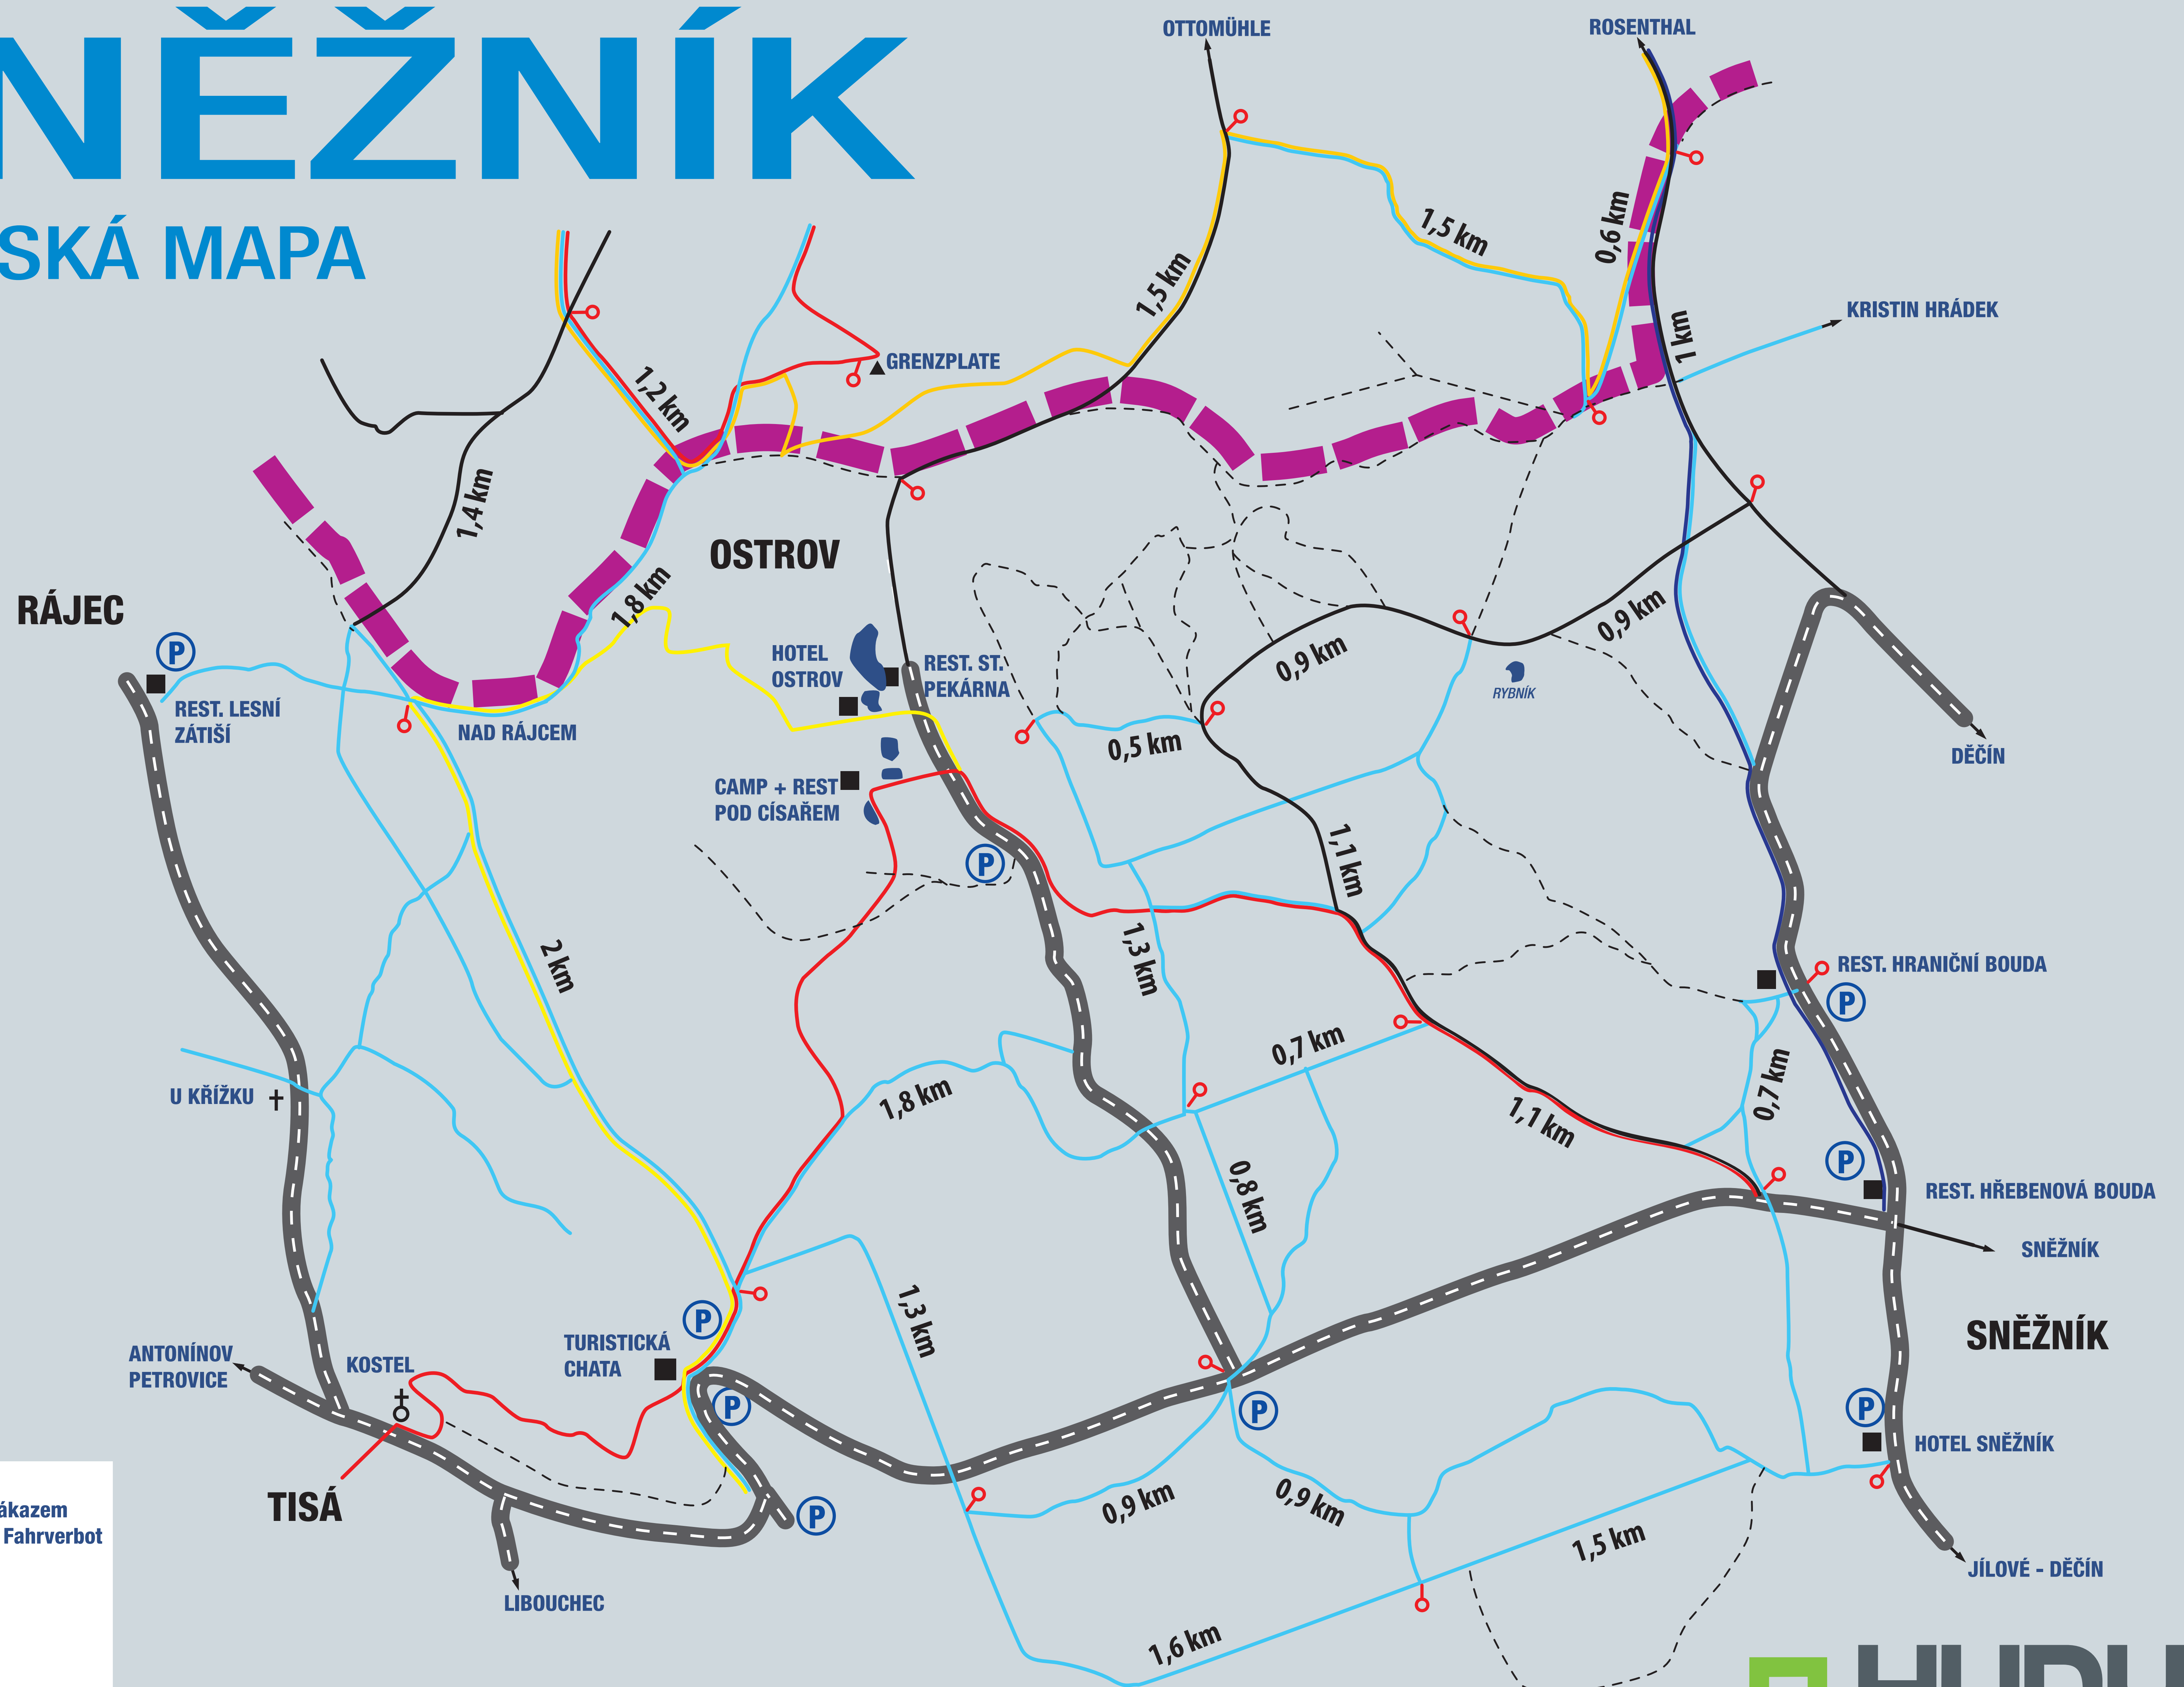 NĚŽNÍK
SKÁ MAPA
OTTOMÜHLE
ROSENTHAL
1,5 km
0,6 km
1,5 km
KRISTIN HRÁDEK
1 km
GRENZPLATE
1,2 km
1,4 km
OSTROV
1,8 km
RÁJEC
P
REST. LESNÍ
ZÁTIŠÍ
NAD RÁJCEM
HOTEL
OSTROV
REST. ST.
PEKÁRNA
0,9 km
0,9 km
RYBNÍK
0,5 km
DĚČÍN
CAMP + REST
POD CÍSAŘEM
P
1,1 km
2 km
1,3 km
REST. HRANIČNÍ BOUDA
P
0,7 km
0,7 km
U KŘÍŽKU
1,8 km
1,1 km
P
0,8 km
REST. HŘEBENOVÁ BOUDA
SNĚŽNÍK
SNĚŽNÍK
P
1,3 km
ANTONÍNOV
PETROVICE
KOSTEL
TURISTICKÁ
CHATA
P
P
P
HOTEL SNĚŽNÍK
TISÁ
P
0,9 km
0,9 km
1,5 km
JÍLOVÉ - DĚČÍN
LIBOUCHEC
1,6 km
ákazem
Fahrverbot